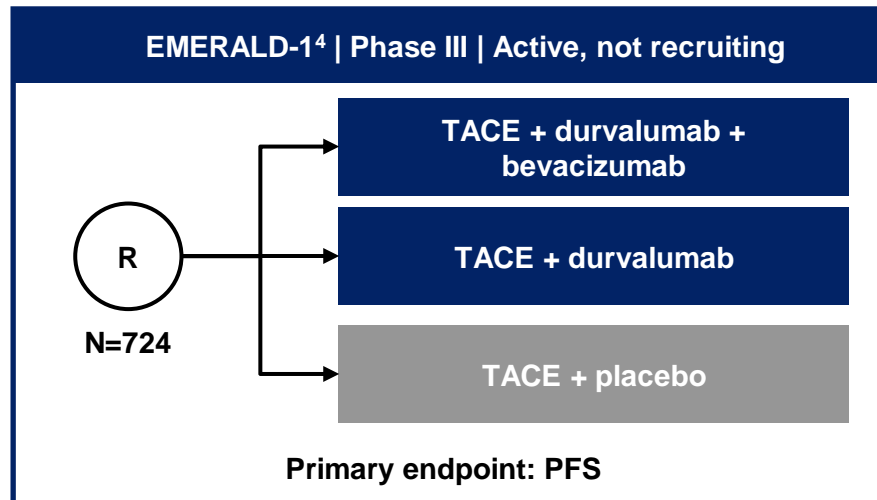 EMERALD-1⁴ | Phase III | Active, not recruiting
TACE + durvalumab +
bevacizumab
R
TACE + durvalumab
N=724
TACE + placebo
Primary endpoint: PFS